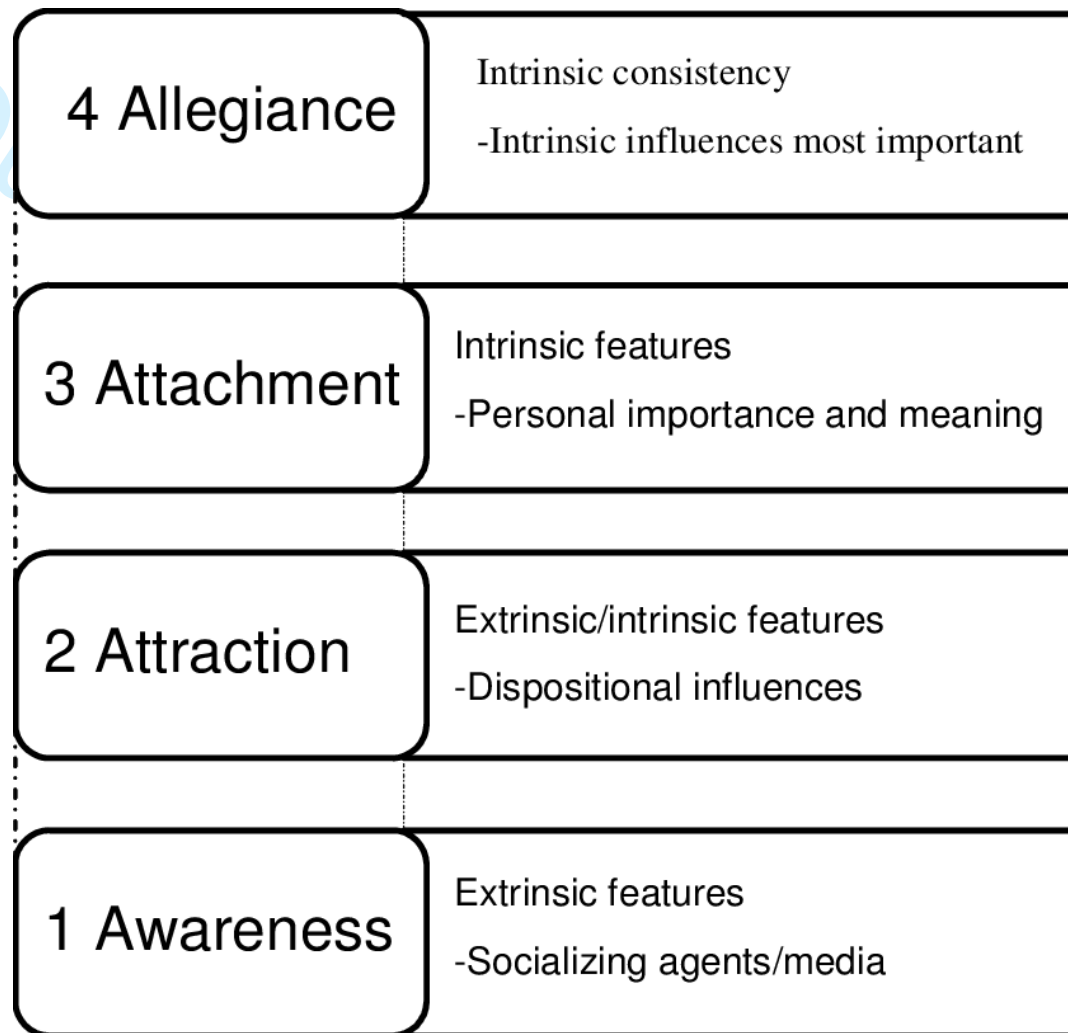 4 Allegiance
Intrinsic consistency
-Intrinsic influences most important
3 Attachment
Intrinsic features
-Personal importance and meaning
2 Attraction
Extrinsic/intrinsic features
-Dispositional influences
1 Awareness
Extrinsic features
-Socializing agents/media